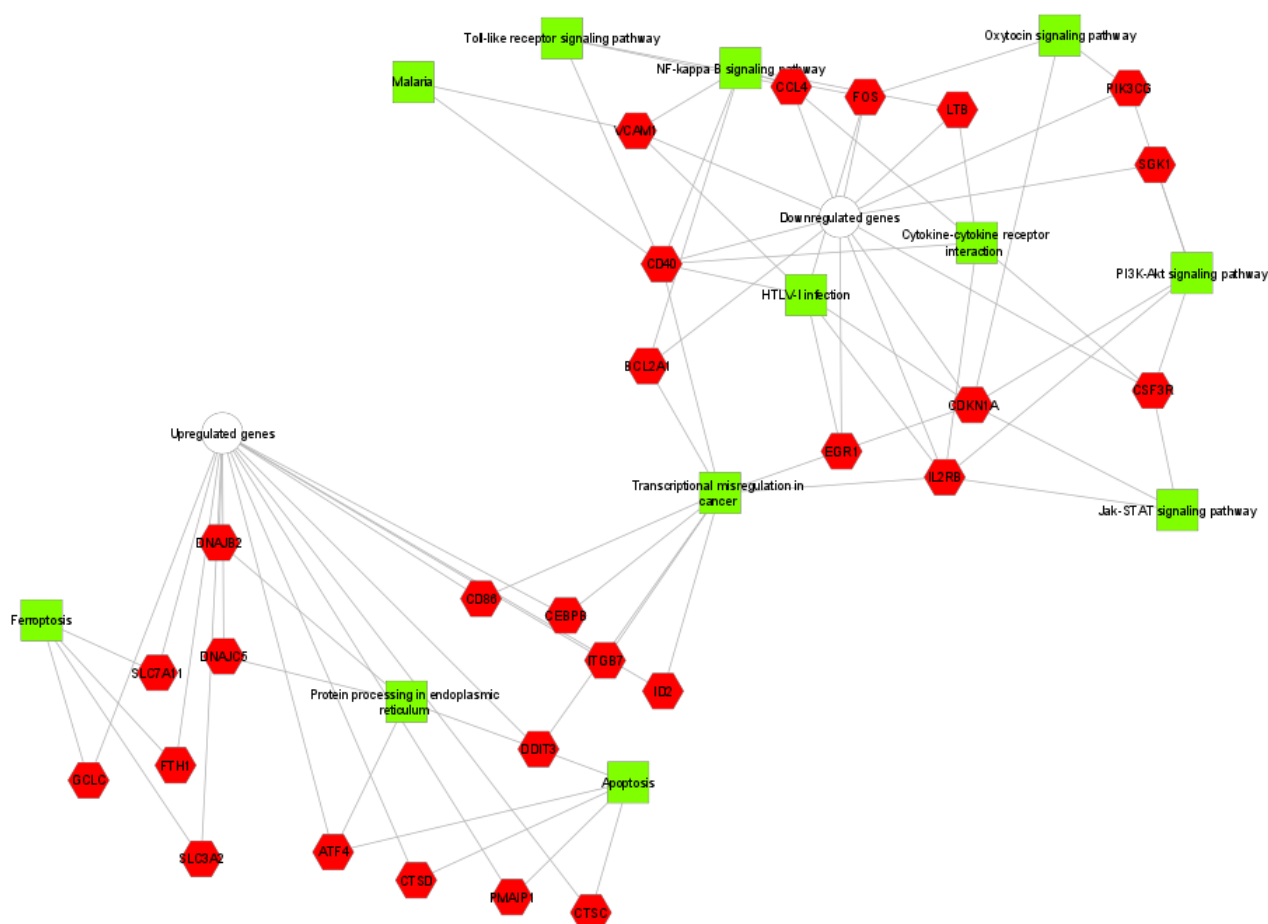 Toll-like receptor signaling pathway
Oxytocin signaling pathway
NF-kappa B signaling pathway
Malaria
CCL4
FOS
LTB
PIK3CG
VCAM1
SGK1
Downregulated genes
Cytokine-cytokine receptor
interaction
CD40
PI3K-Akt signaling pathway
HTLV-I infection
BCL2A1
CSF3R
CDKN1A
Upregulated genes
EGR1
IL2RB
Transcriptional misregulation in
cancer
Jak-STAT signaling pathway
DNAJB2
CD86
CEBPB
Ferroptosis
DNAJC5
ITGB7
SLC7A11
ID2
Protein processing in endoplasmic
reticulum
DDIT3
FTH1
GCLC
Apoptosis
SLC3A2
ATF4
CTSD
PMAIP1
CTSC